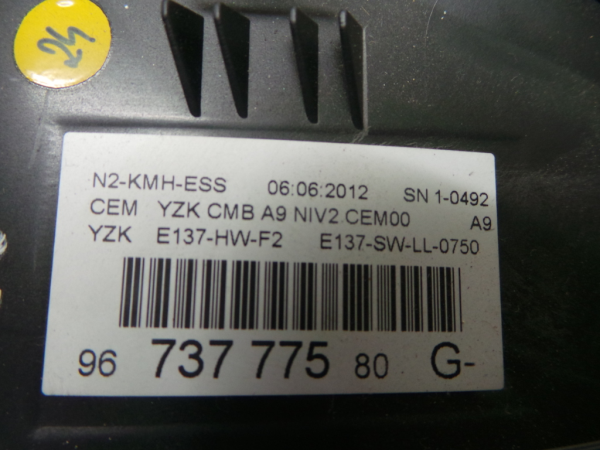 24
N2-KMH-ESS 06:06:2012 SN 1-0492
CEM YZK CMB A9 NIV2 CEM00 A9
YZK E137-HW-F2 E137-SW-LL-0750
96 737 775 80 G-